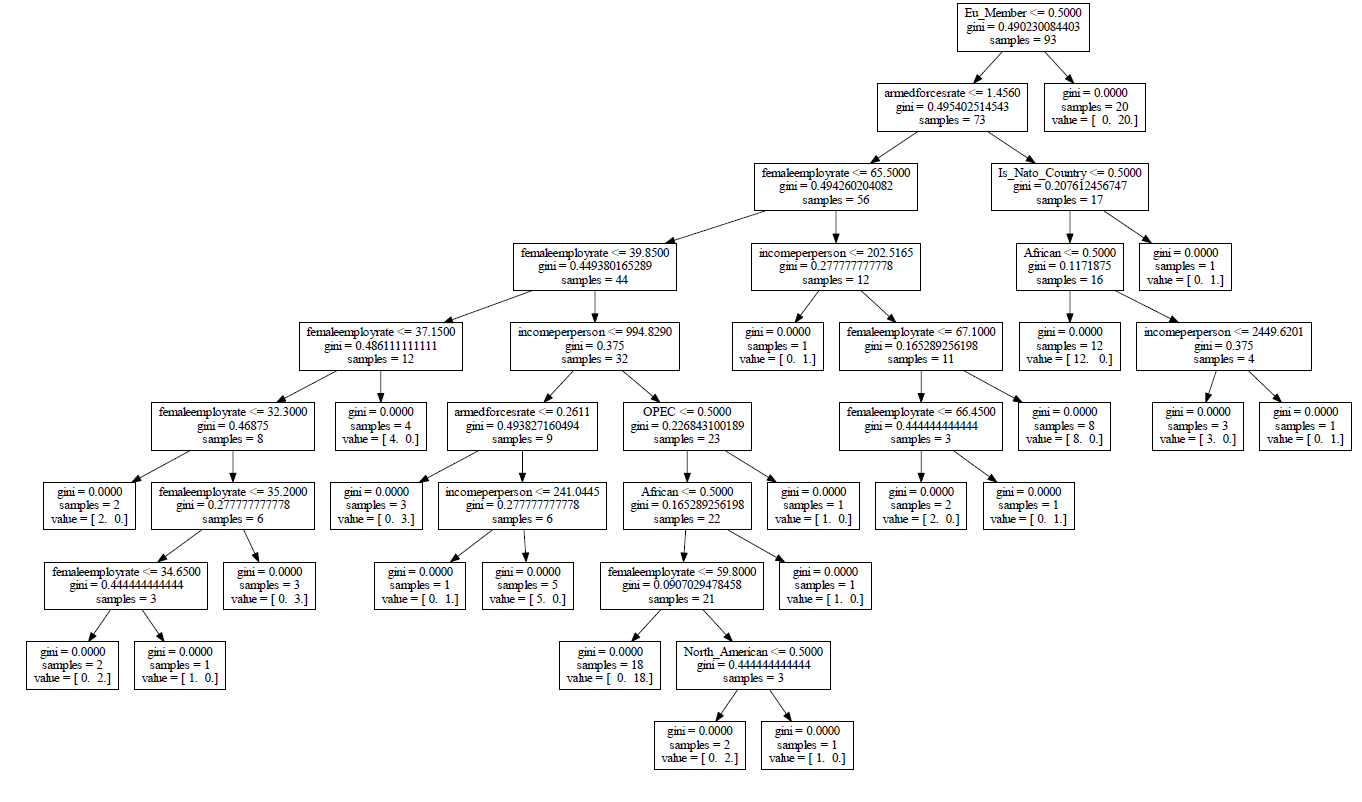 Eu_Member <= 0.5000
gini = 0.490230084403
samples = 93
armedforcesrate <= 1.4560
gini = 0.495402514543
samples = 73
gini = 0.0000
samples = 20
value = [  0.  20.]
femaleemployrate <= 65.5000
gini = 0.494260204082
samples = 56
Is_Nato_Country <= 0.5000
gini = 0.207612456747
samples = 17
femaleemployrate <= 39.8500
gini = 0.449380165289
samples = 44
incomeperperson <= 202.5165
gini = 0.277777777778
samples = 12
African <= 0.5000
gini = 0.1171875
samples = 16
gini = 0.0000
samples = 1
value = [ 0.  1.]
femaleemployrate <= 37.1500
gini = 0.486111111111
samples = 12
incomeperperson <= 994.8290
gini = 0.375
samples = 32
gini = 0.0000
samples = 1
value = [ 0.  1.]
femaleemployrate <= 67.1000
gini = 0.165289256198
samples = 11
gini = 0.0000
samples = 12
value = [ 12.   0.]
incomeperperson <= 2449.6201
gini = 0.375
samples = 4
femaleemployrate <= 32.3000
gini = 0.46875
samples = 8
gini = 0.0000
samples = 4
value = [ 4.  0.]
armedforcesrate <= 0.2611
gini = 0.493827160494
samples = 9
OPEC <= 0.5000
gini = 0.226843100189
samples = 23
femaleemployrate <= 66.4500
gini = 0.444444444444
samples = 3
gini = 0.0000
samples = 8
value = [ 8.  0.]
gini = 0.0000
samples = 3
value = [ 3.  0.]
gini = 0.0000
samples = 1
value = [ 0.  1.]
gini = 0.0000
samples = 2
value = [ 2.  0.]
femaleemployrate <= 35.2000
gini = 0.277777777778
samples = 6
gini = 0.0000
samples = 3
value = [ 0.  3.]
incomeperperson <= 241.0445
gini = 0.277777777778
samples = 6
African <= 0.5000
gini = 0.165289256198
samples = 22
gini = 0.0000
samples = 1
value = [ 1.  0.]
gini = 0.0000
samples = 2
value = [ 2.  0.]
gini = 0.0000
samples = 1
value = [ 0.  1.]
femaleemployrate <= 34.6500
gini = 0.444444444444
samples = 3
gini = 0.0000
samples = 3
value = [ 0.  3.]
gini = 0.0000
samples = 1
value = [ 0.  1.]
gini = 0.0000
samples = 5
value = [ 5.  0.]
femaleemployrate <= 59.8000
gini = 0.0907029478458
samples = 21
gini = 0.0000
samples = 1
value = [ 1.  0.]
gini = 0.0000
samples = 2
value = [ 0.  2.]
gini = 0.0000
samples = 1
value = [ 1.  0.]
gini = 0.0000
samples = 18
value = [  0.  18.]
North_American <= 0.5000
gini = 0.444444444444
samples = 3
gini = 0.0000
samples = 2
value = [ 0.  2.]
gini = 0.0000
samples = 1
value = [ 1.  0.]